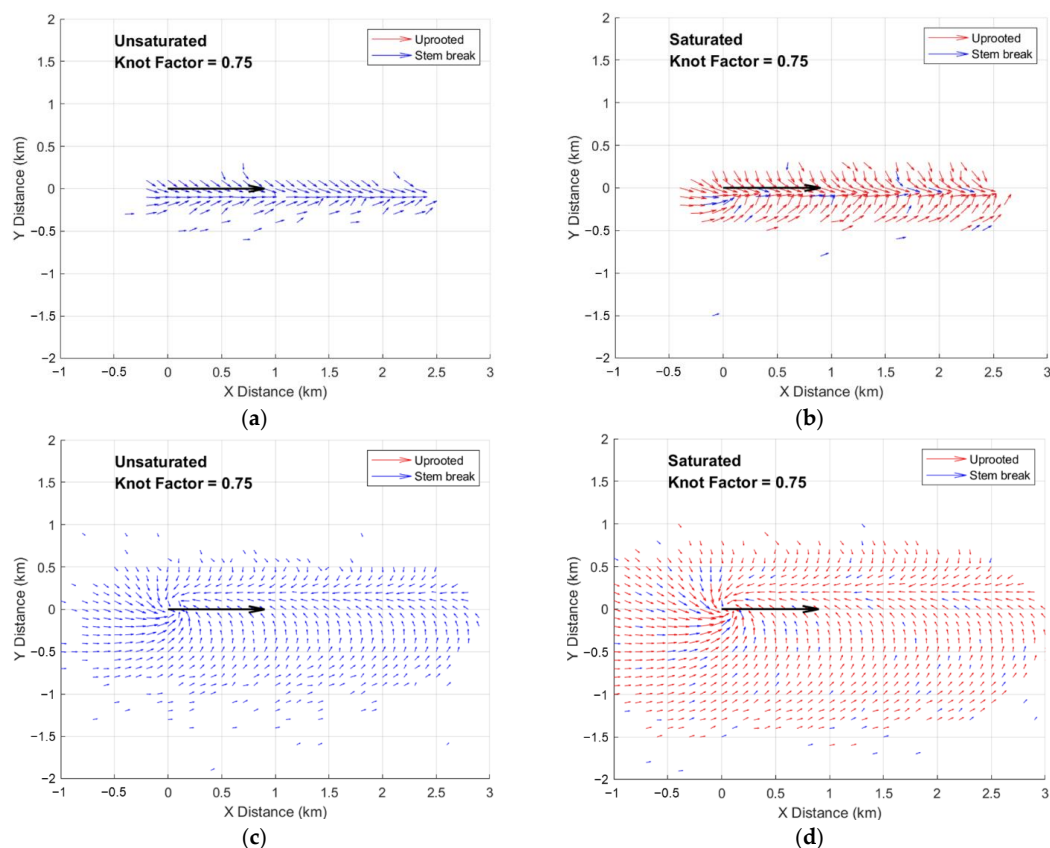 Unsaturated
Knot Factor = 0.75
Uprooted
Stem break
Y Distance (km)
2
1.5
1
0.5
0
−0.5
−1
−1.5
−2
−1 −0.5 0 0.5 1 1.5 2 2.5 3
X Distance (km)
(a)
Saturated
Knot Factor = 0.75
Uprooted
Stem break
Y Distance (km)
2
1.5
1
0.5
0
−0.5
−1
−1.5
−2
−1 −0.5 0 0.5 1 1.5 2 2.5 3
X Distance (km)
(b)
Unsaturated
Knot Factor = 0.75
Uprooted
Stem break
Y Distance (km)
2
1.5
1
0.5
0
−0.5
−1
−1.5
−2
−1 −0.5 0 0.5 1 1.5 2 2.5 3
X Distance (km)
(c)
Saturated
Knot Factor = 0.75
Uprooted
Stem break
Y Distance (km)
2
1.5
1
0.5
0
−0.5
−1
−1.5
−2
−1 −0.5 0 0.5 1 1.5 2 2.5 3
X Distance (km)
(d)